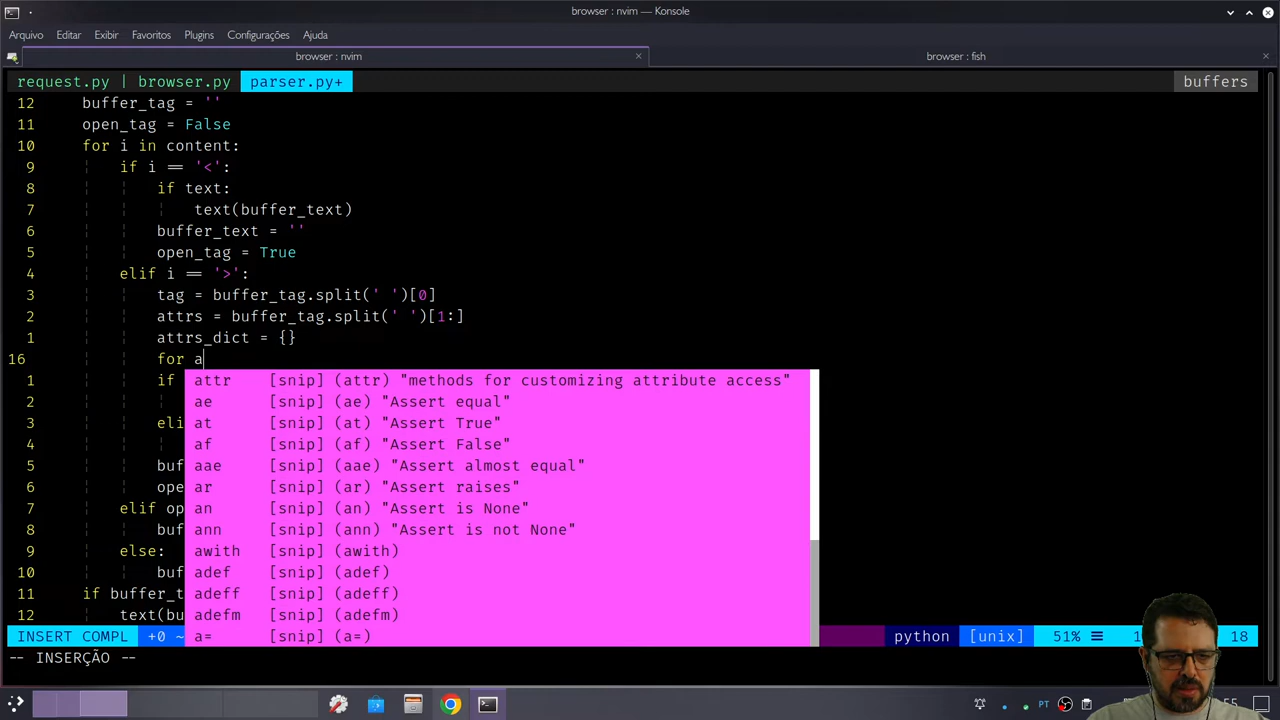 browser : nvim — Konsole
Arquivo Editar Exibir Favoritos Plugins Configurações Ajuda
browser : nvim
browser : fish
request.py | browser.py parser.py+ buffers
12 buffer_tag = ''
11 open_tag = False
10 for i in content:
9 if i == '<':
8 if text:
7 text(buffer_text)
6 buffer_text = ''
5 open_tag = True
4 elif i == '>':
3 tag = buffer_tag.split(' ')[0]
2 attrs = buffer_tag.split(' ')[1:]
1 attrs_dict = {}
16 for a
1 if attr [snip] (attr) "methods for customizing attribute access"
2 ae [snip] (ae) "Assert equal"
3 eli at [snip] (at) "Assert True"
4 af [snip] (af) "Assert False"
5 buf aae [snip] (aae) "Assert almost equal"
6 ope ar [snip] (ar) "Assert raises"
7 elif op an [snip] (an) "Assert is None"
8 buf ann [snip] (ann) "Assert is not None"
9 else: awith [snip] (awith)
10 buf adef [snip] (adef)
11 if buffer_t adeff [snip] (adeff)
12 text(bu adefm [snip] (adefm)
a= [snip] (a=)
INSERT COMPL +0 ~ python [unix] 51% ☰ 18
-- INSERÇÃO --
PT